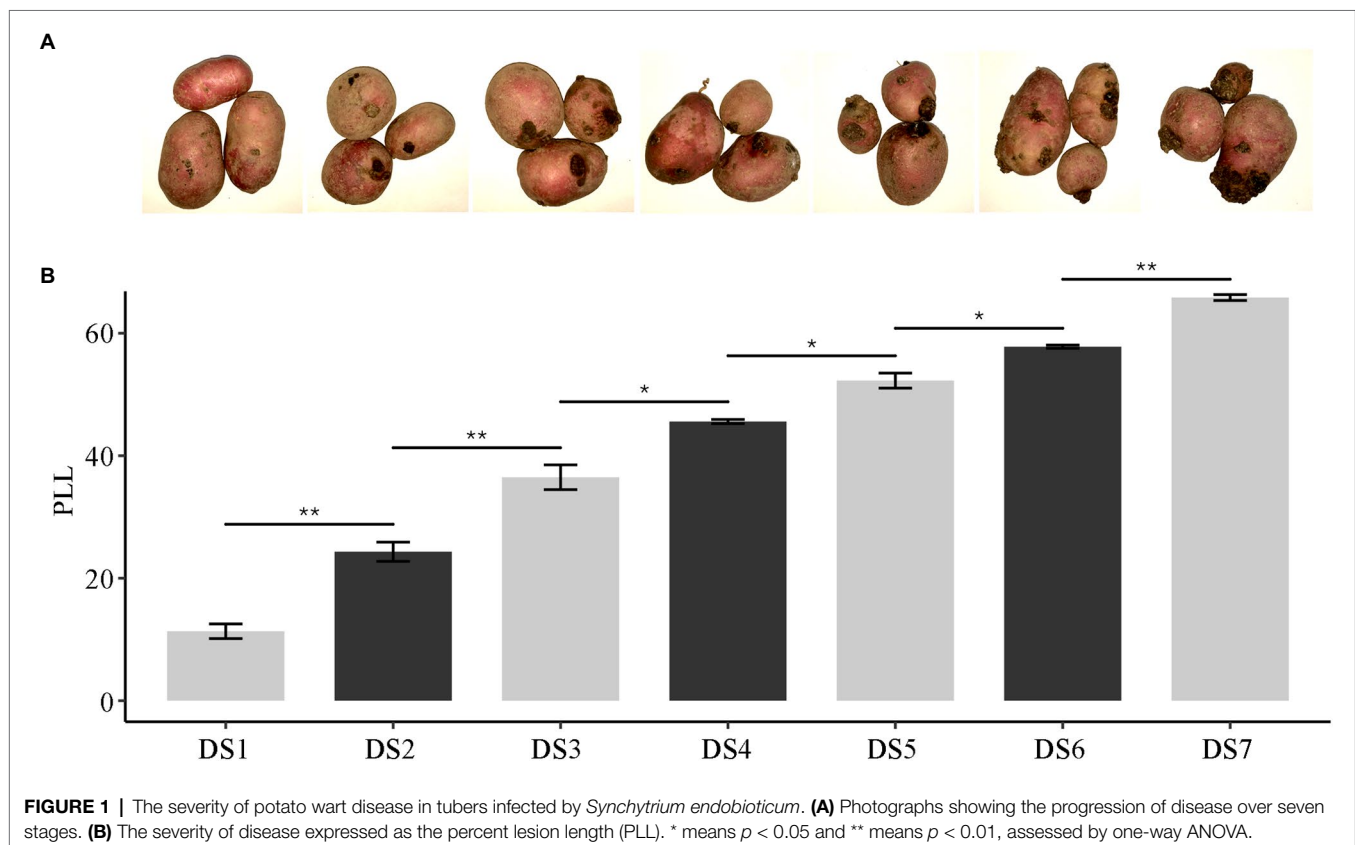 A
B
**
*
*
*
**
**
60
40
20
0
PLL
DS1 DS2 DS3 DS4 DS5 DS6 DS7
FIGURE 1 | The severity of potato wart disease in tubers infected by Synchytrium endobioticum. (A) Photographs showing the progression of disease over seven
stages. (B) The severity of disease expressed as the percent lesion length (PLL). * means p < 0.05 and ** means p < 0.01, assessed by one-way ANOVA.